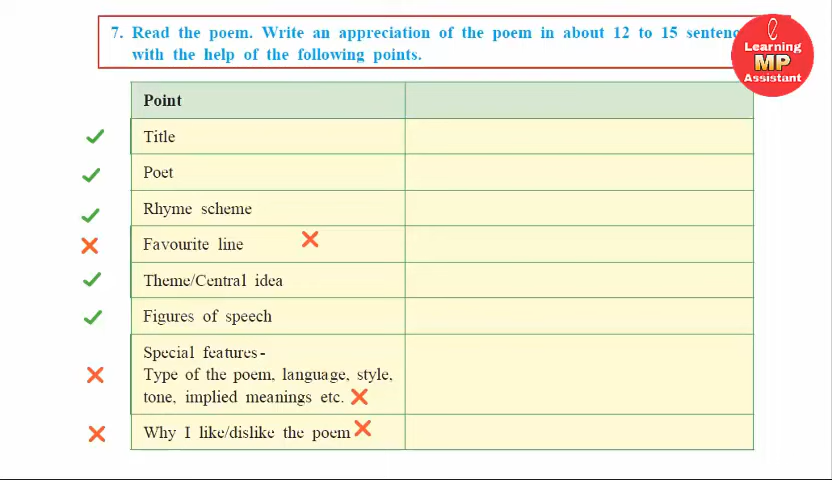 7. Read the poem. Write an appreciation of the poem in about 12 to 15
with the help of the following points.
Learning
MP
Assistant
Point
Title
Poet
Rhyme scheme
Favourite line
Theme/Central idea
Figures of speech
Special features-
Type of the poem, language, style,
tone, implied meanings etc.
Why I like/dislike the poem